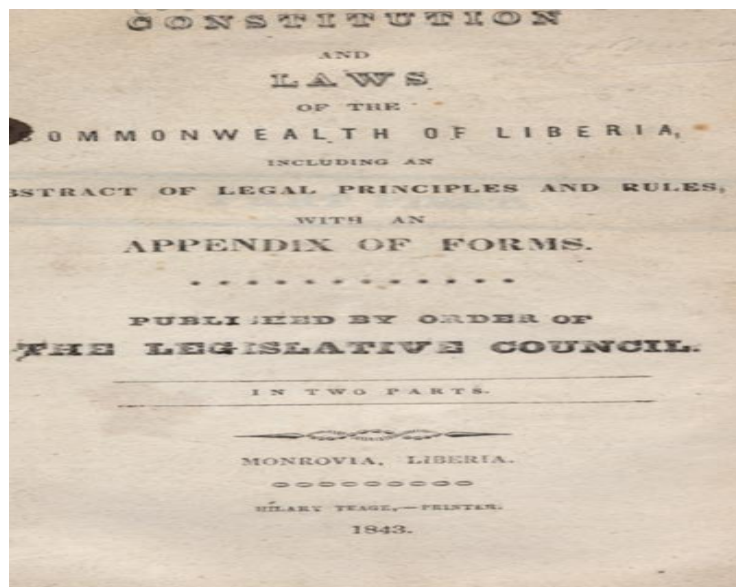 CONSTITUTION
AND
LAWS
OF THE
COMMONWEALTH OF LIBERIA,
INCLUDING AN
BSTRACT OF LEGAL PRINCIPLES AND RULES,
WITH AN
APPENDIX OF FORMS.
PUBLISHED BY ORDER OF
THE LEGISLATIVE COUNCIL.
IN TWO PARTS.
MONROVIA, LIBERIA.
HILARY TEAGE,—PRINTER.
1843.